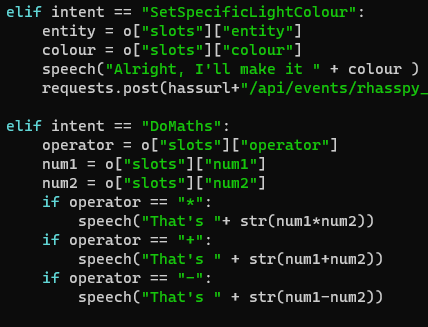 elif intent == "SetSpecificLightColour":
    entity = o["slots"]["entity"]
    colour = o["slots"]["colour"]
    speech("Alright, I'll make it " + colour )
    requests.post(hassurl+"/api/events/rhasspy_
elif intent == "DoMaths":
    operator = o["slots"]["operator"]
    num1 = o["slots"]["num1"]
    num2 = o["slots"]["num2"]
    if operator == "*":
        speech("That's "+ str(num1*num2))
    if operator == "+":
        speech("That's " + str(num1+num2))
    if operator == "-":
        speech("That's " + str(num1-num2))